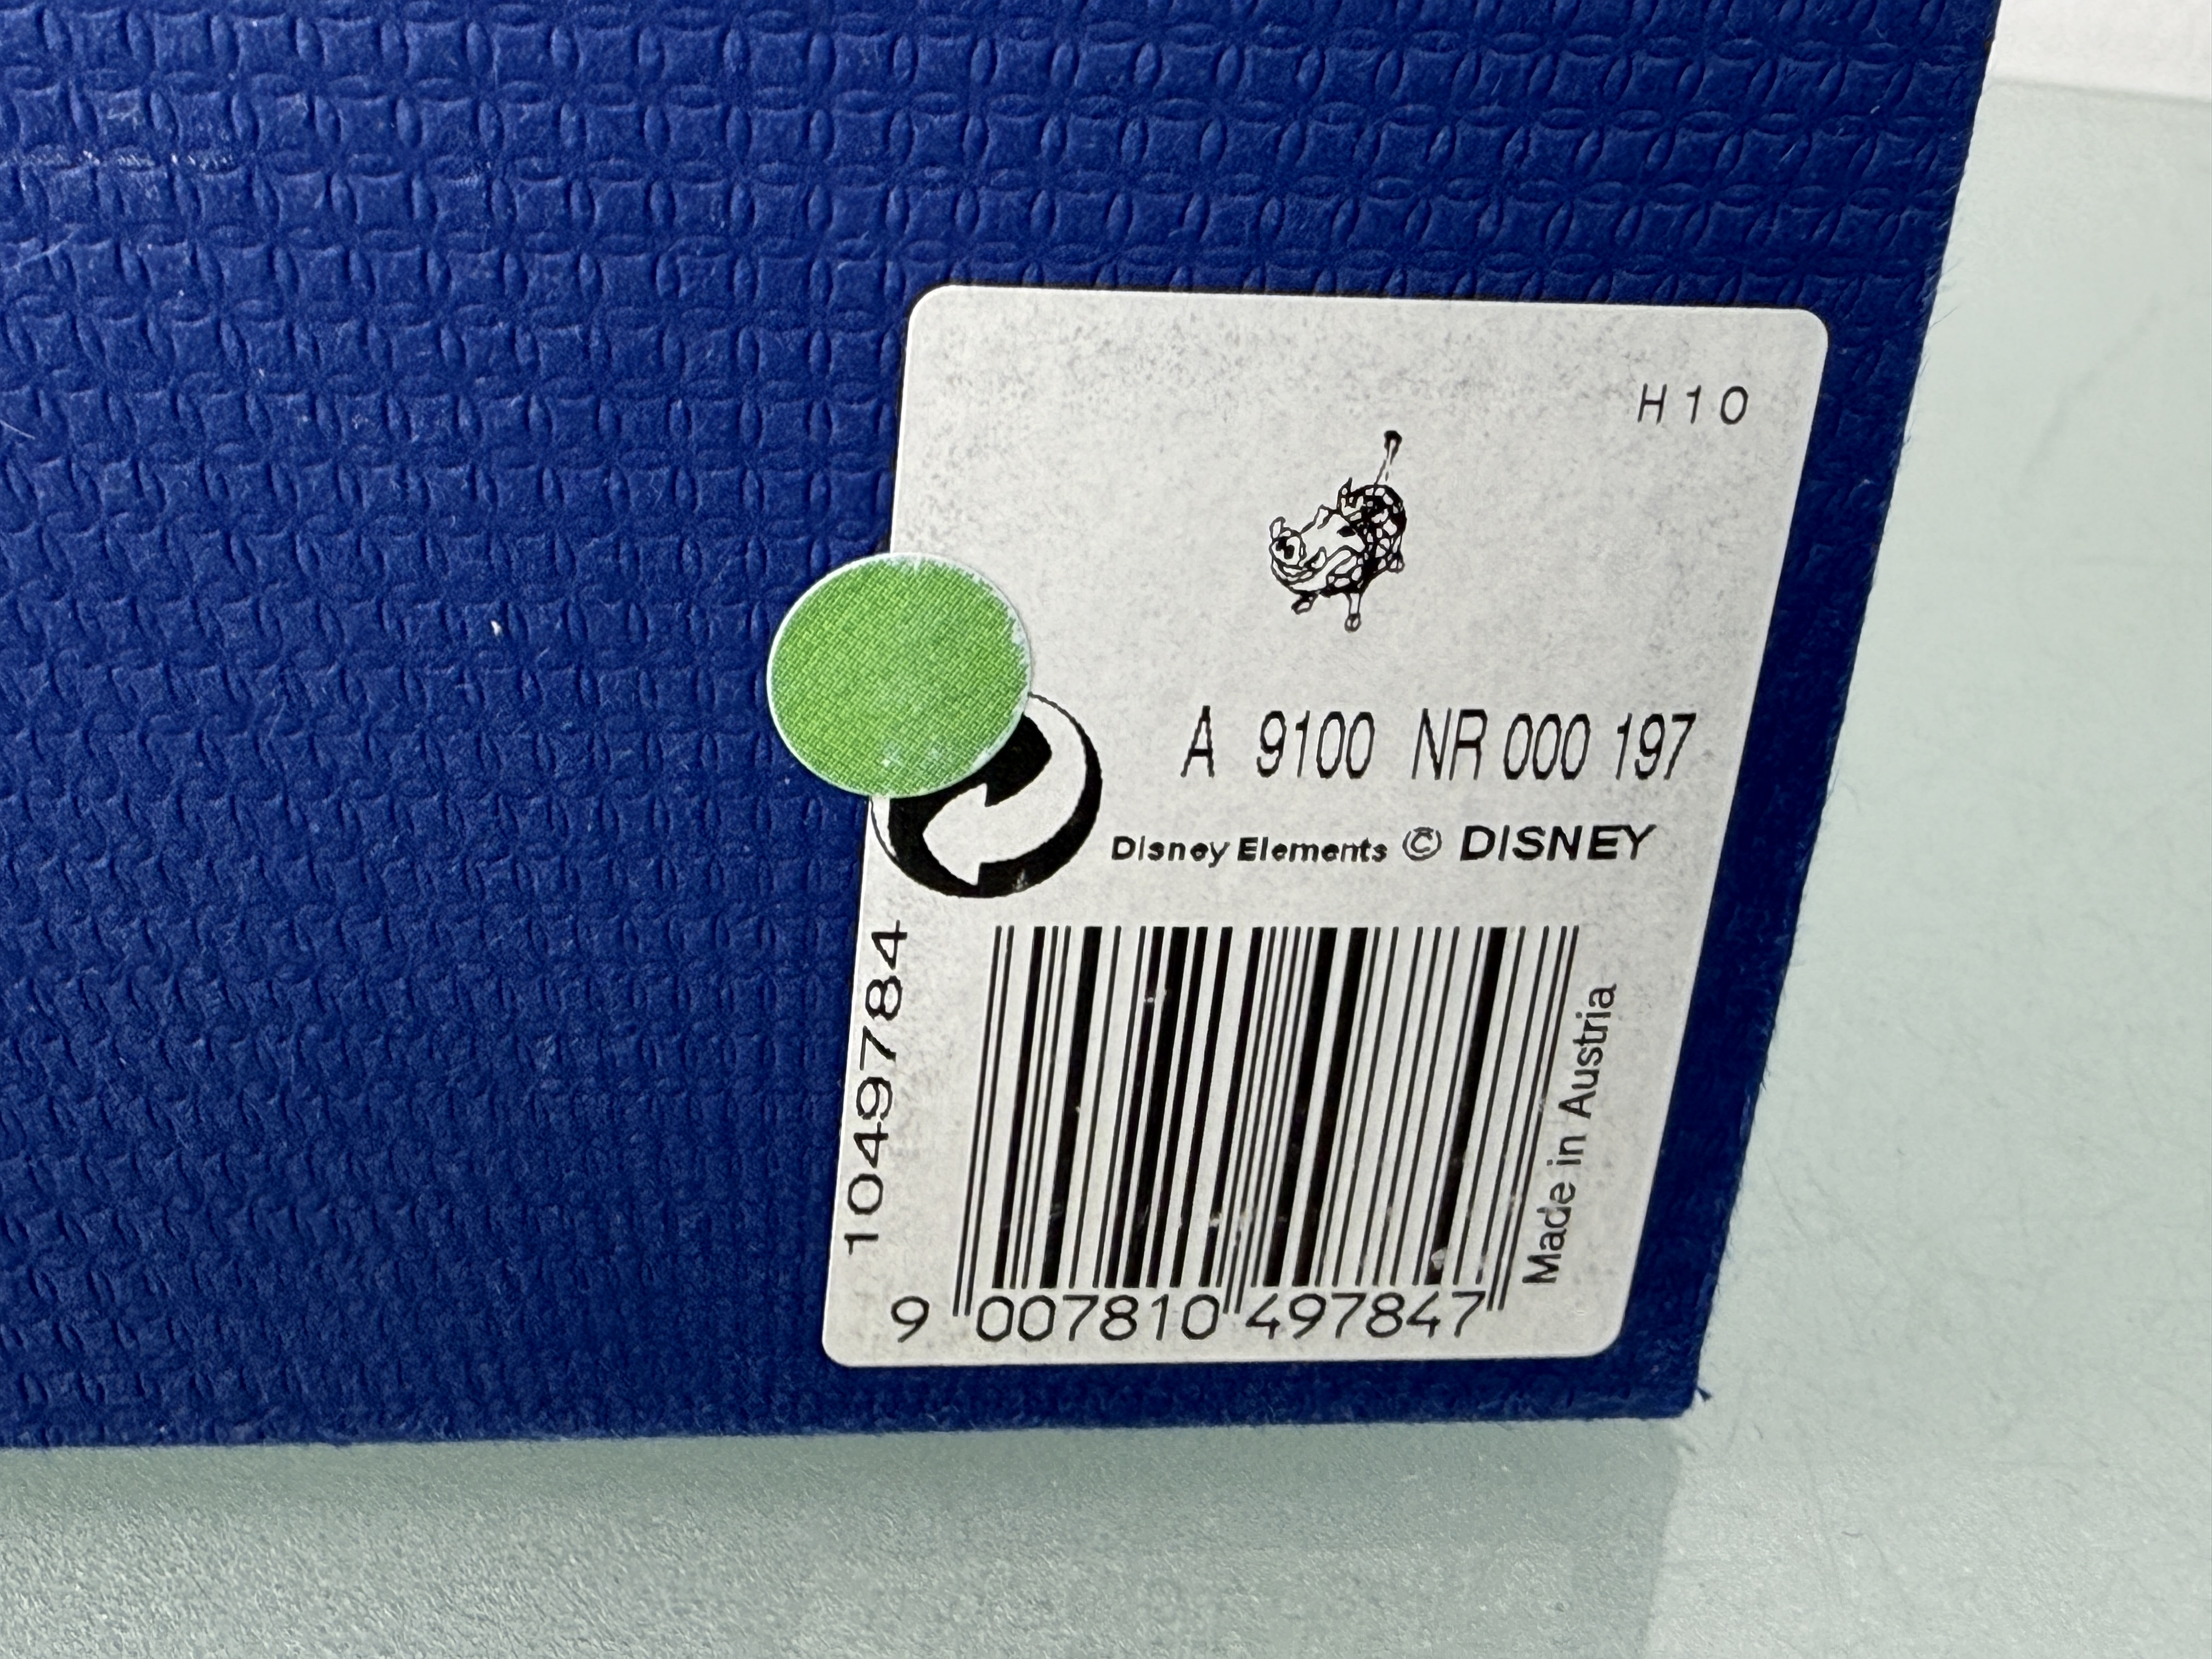 H10
A 9100 NR 000 197
Disney Elements © DISNEY
1049784
Made in Austria
9 007810 497847